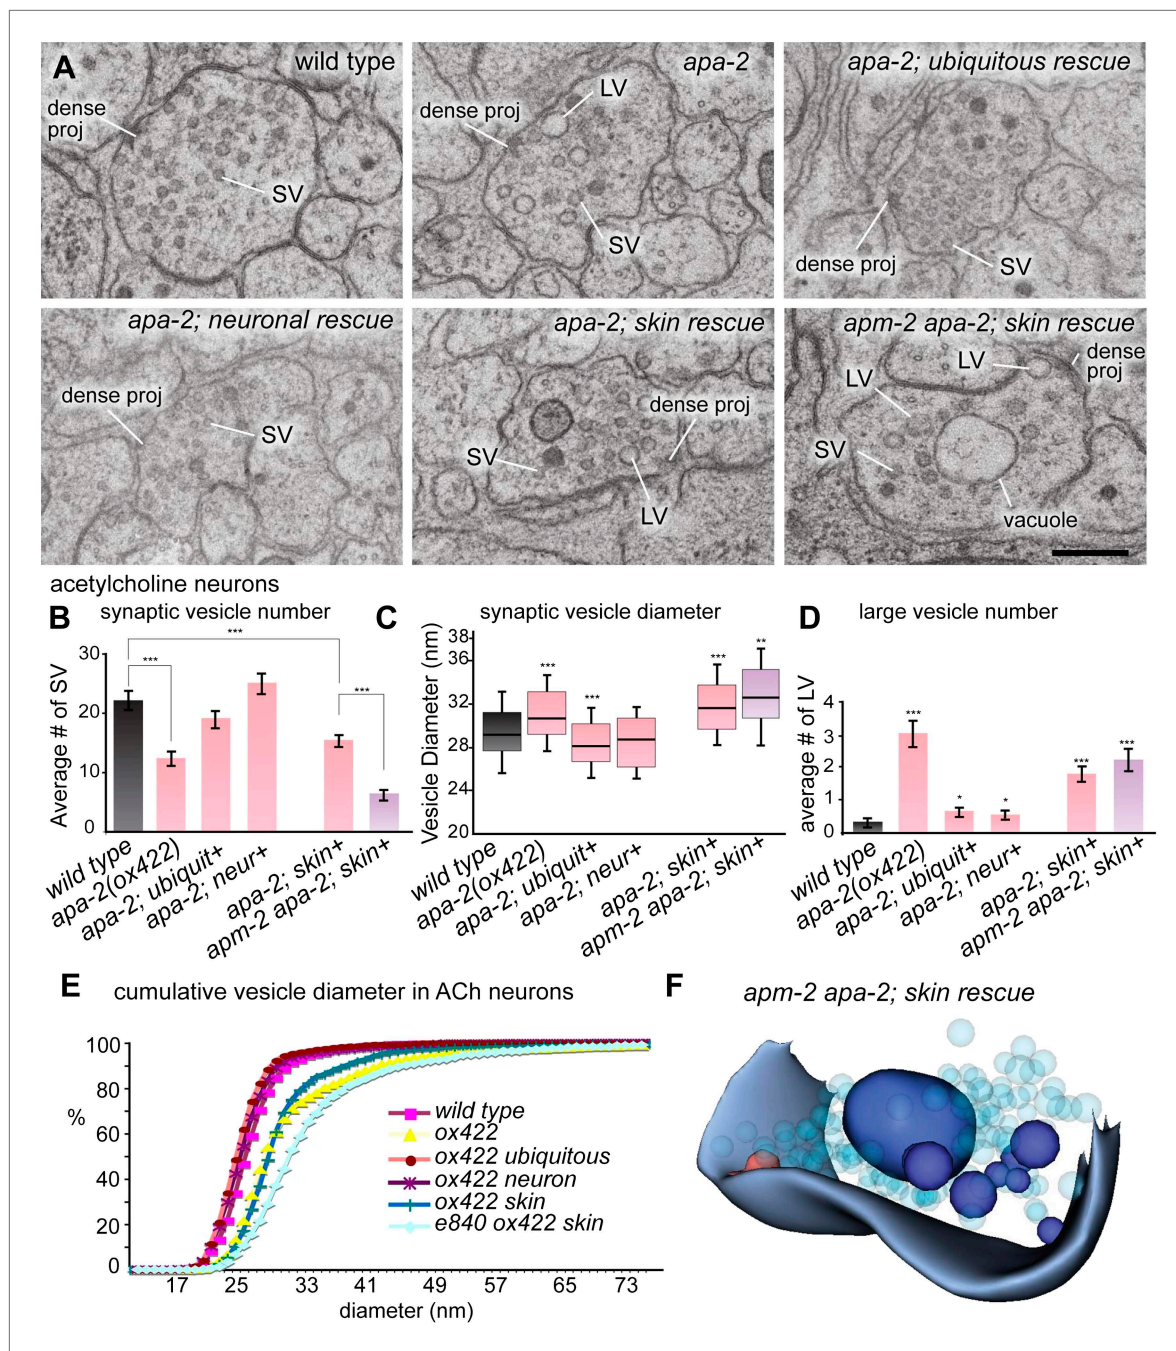 A
wild type
dense
proj
SV
apa-2
LV
dense proj
SV
apa-2; ubiquitous rescue
dense proj
SV
apa-2; neuronal rescue
dense proj
SV
apa-2; skin rescue
dense proj
SV
LV
apm-2 apa-2; skin rescue
LV
dense
proj
LV
SV
vacuole
acetylcholine neurons
B synaptic vesicle number
Average # of SV
30
20
10
0
***
***
***
wild type
apa-2(ox422)
apa-2; ubiquit+
apa-2; neur+
apa-2; skin+
apm-2 apa-2; skin+
C synaptic vesicle diameter
Vesicle Diameter (nm)
38
36
32
28
24
20
***
***
***
**
wild type
apa-2(ox422)
apa-2; ubiquit+
apa-2; neur+
apa-2; skin+
apm-2 apa-2; skin+
D large vesicle number
average # of LV
4
3
2
1
0
***
*
*
***
***
wild type
apa-2(ox422)
apa-2; ubiquit+
apa-2; neur+
apa-2; skin+
apm-2 apa-2; skin+
E cumulative vesicle diameter in ACh neurons
%
100
80
60
40
20
0
17 25 33 41 49 57 65 73
diameter (nm)
wild type
ox422
ox422 ubiquitous
ox422 neuron
ox422 skin
e840 ox422 skin
F apm-2 apa-2; skin rescue